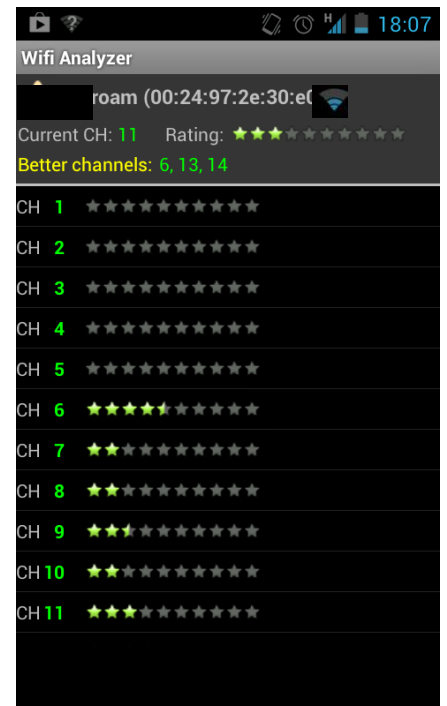 H 18:07
Wifi Analyzer
roam (00:24:97:2e:30:e0
Current CH: 11 Rating:
Better channels: 6, 13, 14
CH 1
CH 2
CH 3
CH 4
CH 5
CH 6
CH 7
CH 8
CH 9
CH 10
CH 11